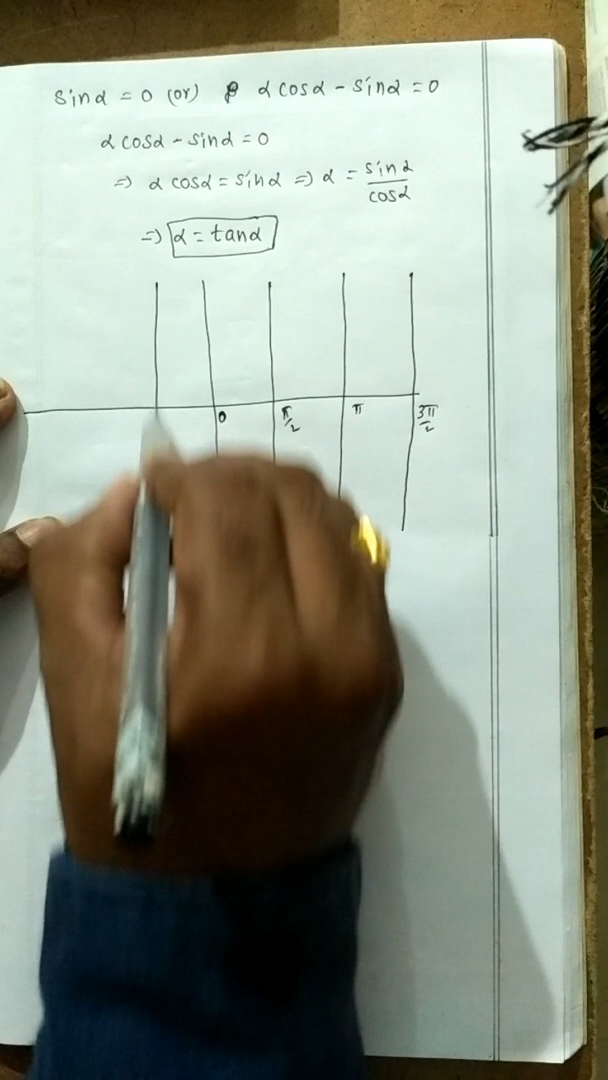 sinα = 0 (or) α cosα - sinα = 0
α cosα - sinα = 0
⇒ α cosα = sinα ⇒ α = sinα/cosα
⇒ α = tanα
0 π/2 π 3π/2